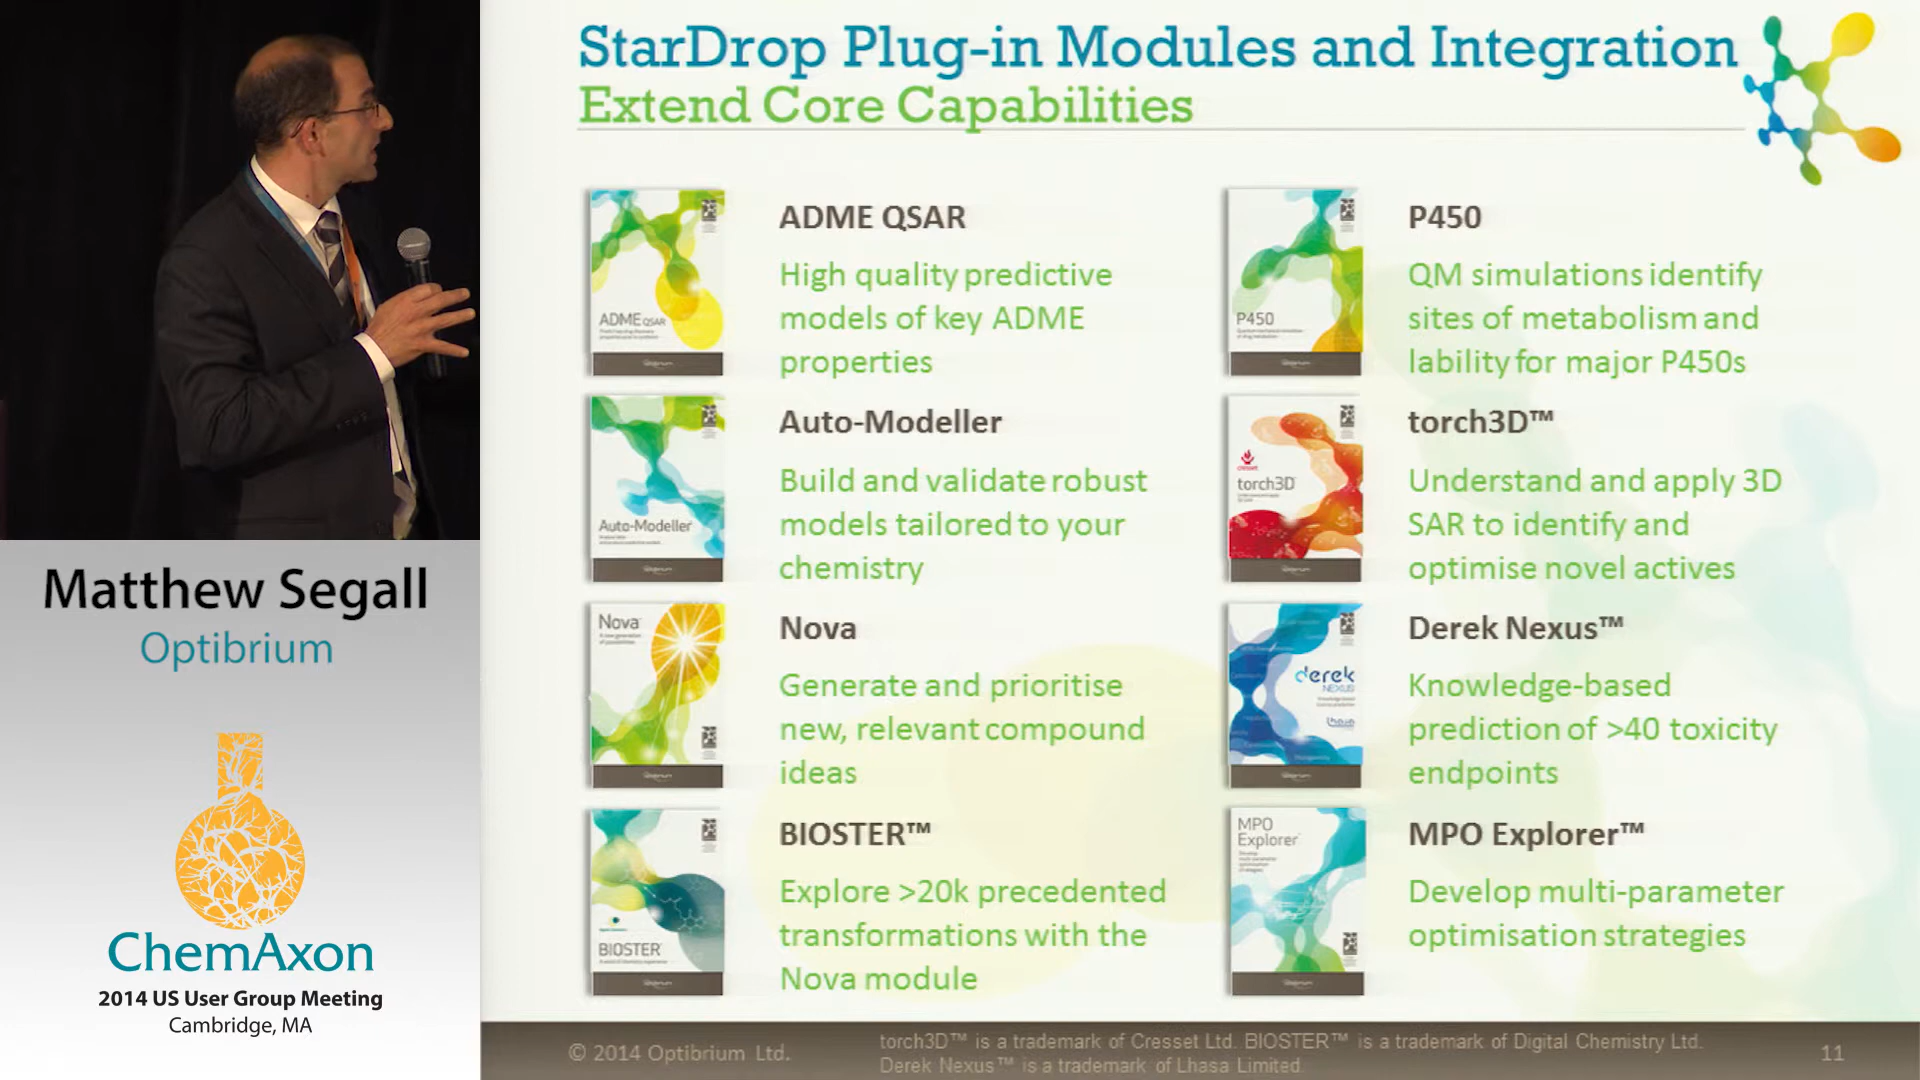 StarDrop Plug-in Modules and Integration
Extend Core Capabilities
ADME QSAR
High quality predictive
models of key ADME
properties
ADME QSAR
P450
QM simulations identify
sites of metabolism and
lability for major P450s
P450
Auto-Modeller
Build and validate robust
models tailored to your
chemistry
Auto-Modeller
torch3D™
Understand and apply 3D
SAR to identify and
optimise novel actives
cresset
torch3D
Nova
Generate and prioritise
new, relevant compound
ideas
Nova
Derek Nexus™
Knowledge-based
prediction of >40 toxicity
endpoints
derek
NEXUS
BIOSTER™
Explore >20k precedented
transformations with the
Nova module
BIOSTER
MPO Explorer™
Develop multi-parameter
optimisation strategies
MPO
Explorer
© 2014 Optibrium Ltd.
torch3D™ is a trademark of Cresset Ltd. BIOSTER™ is a trademark of Digital Chemistry Ltd.
Derek Nexus™ is a trademark of Lhasa Limited.
11
Matthew Segall
Optibrium
ChemAxon
2014 US User Group Meeting
Cambridge, MA